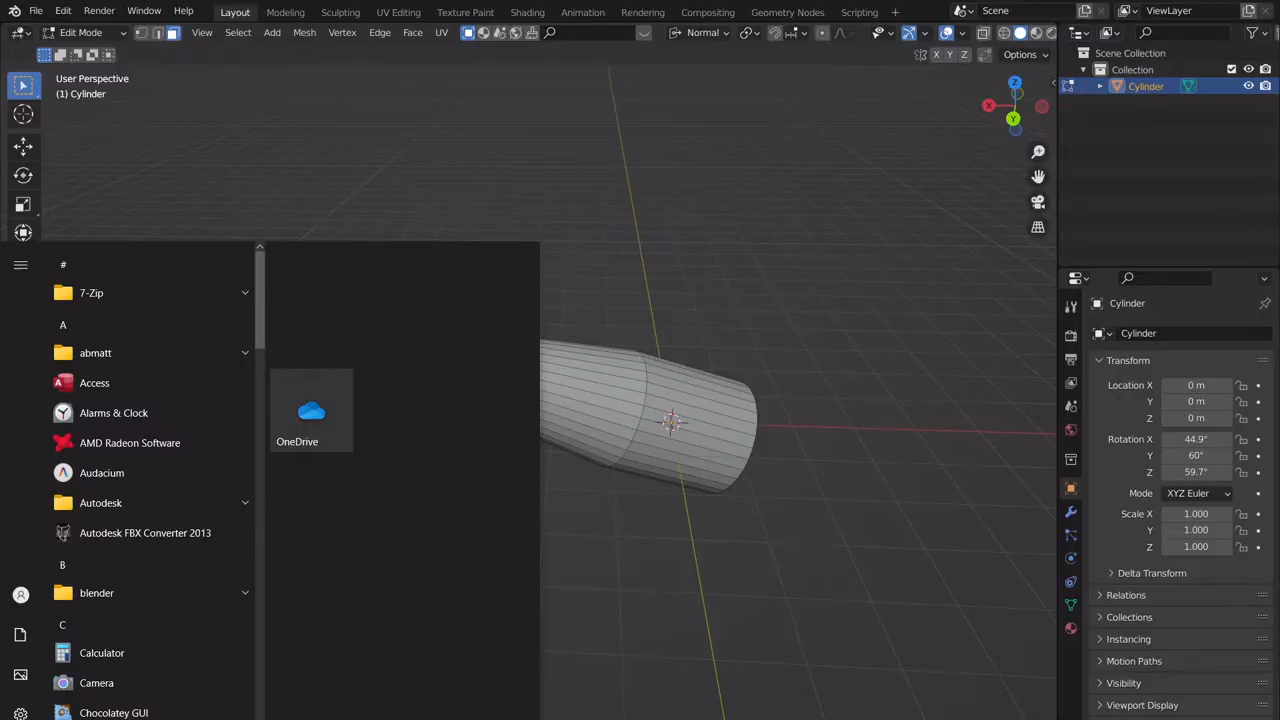 File Edit Render Window Help Layout Modeling Sculpting UV Editing Texture Paint Shading Animation Rendering Compositing Geometry Nodes Scripting + Scene ViewLayer
Edit Mode View Select Add Mesh Vertex Edge Face UV Normal
X Y Z Options
User Perspective
(1) Cylinder
Z
X
Y
Scene Collection
Collection
Cylinder
#
7-Zip
A
abmatt
Access
Alarms & Clock
AMD Radeon Software
Audacium
Autodesk
Autodesk FBX Converter 2013
B
blender
C
Calculator
Camera
Chocolatey GUI
OneDrive
Cylinder
Cylinder
Transform
Location X 0 m
Y 0 m
Z 0 m
Rotation X 44.9°
Y 60°
Z 59.7°
Mode XYZ Euler
Scale X 1.000
Y 1.000
Z 1.000
Delta Transform
Relations
Collections
Instancing
Motion Paths
Visibility
Viewport Display